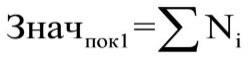 Знач_пок1 = ∑ N_i